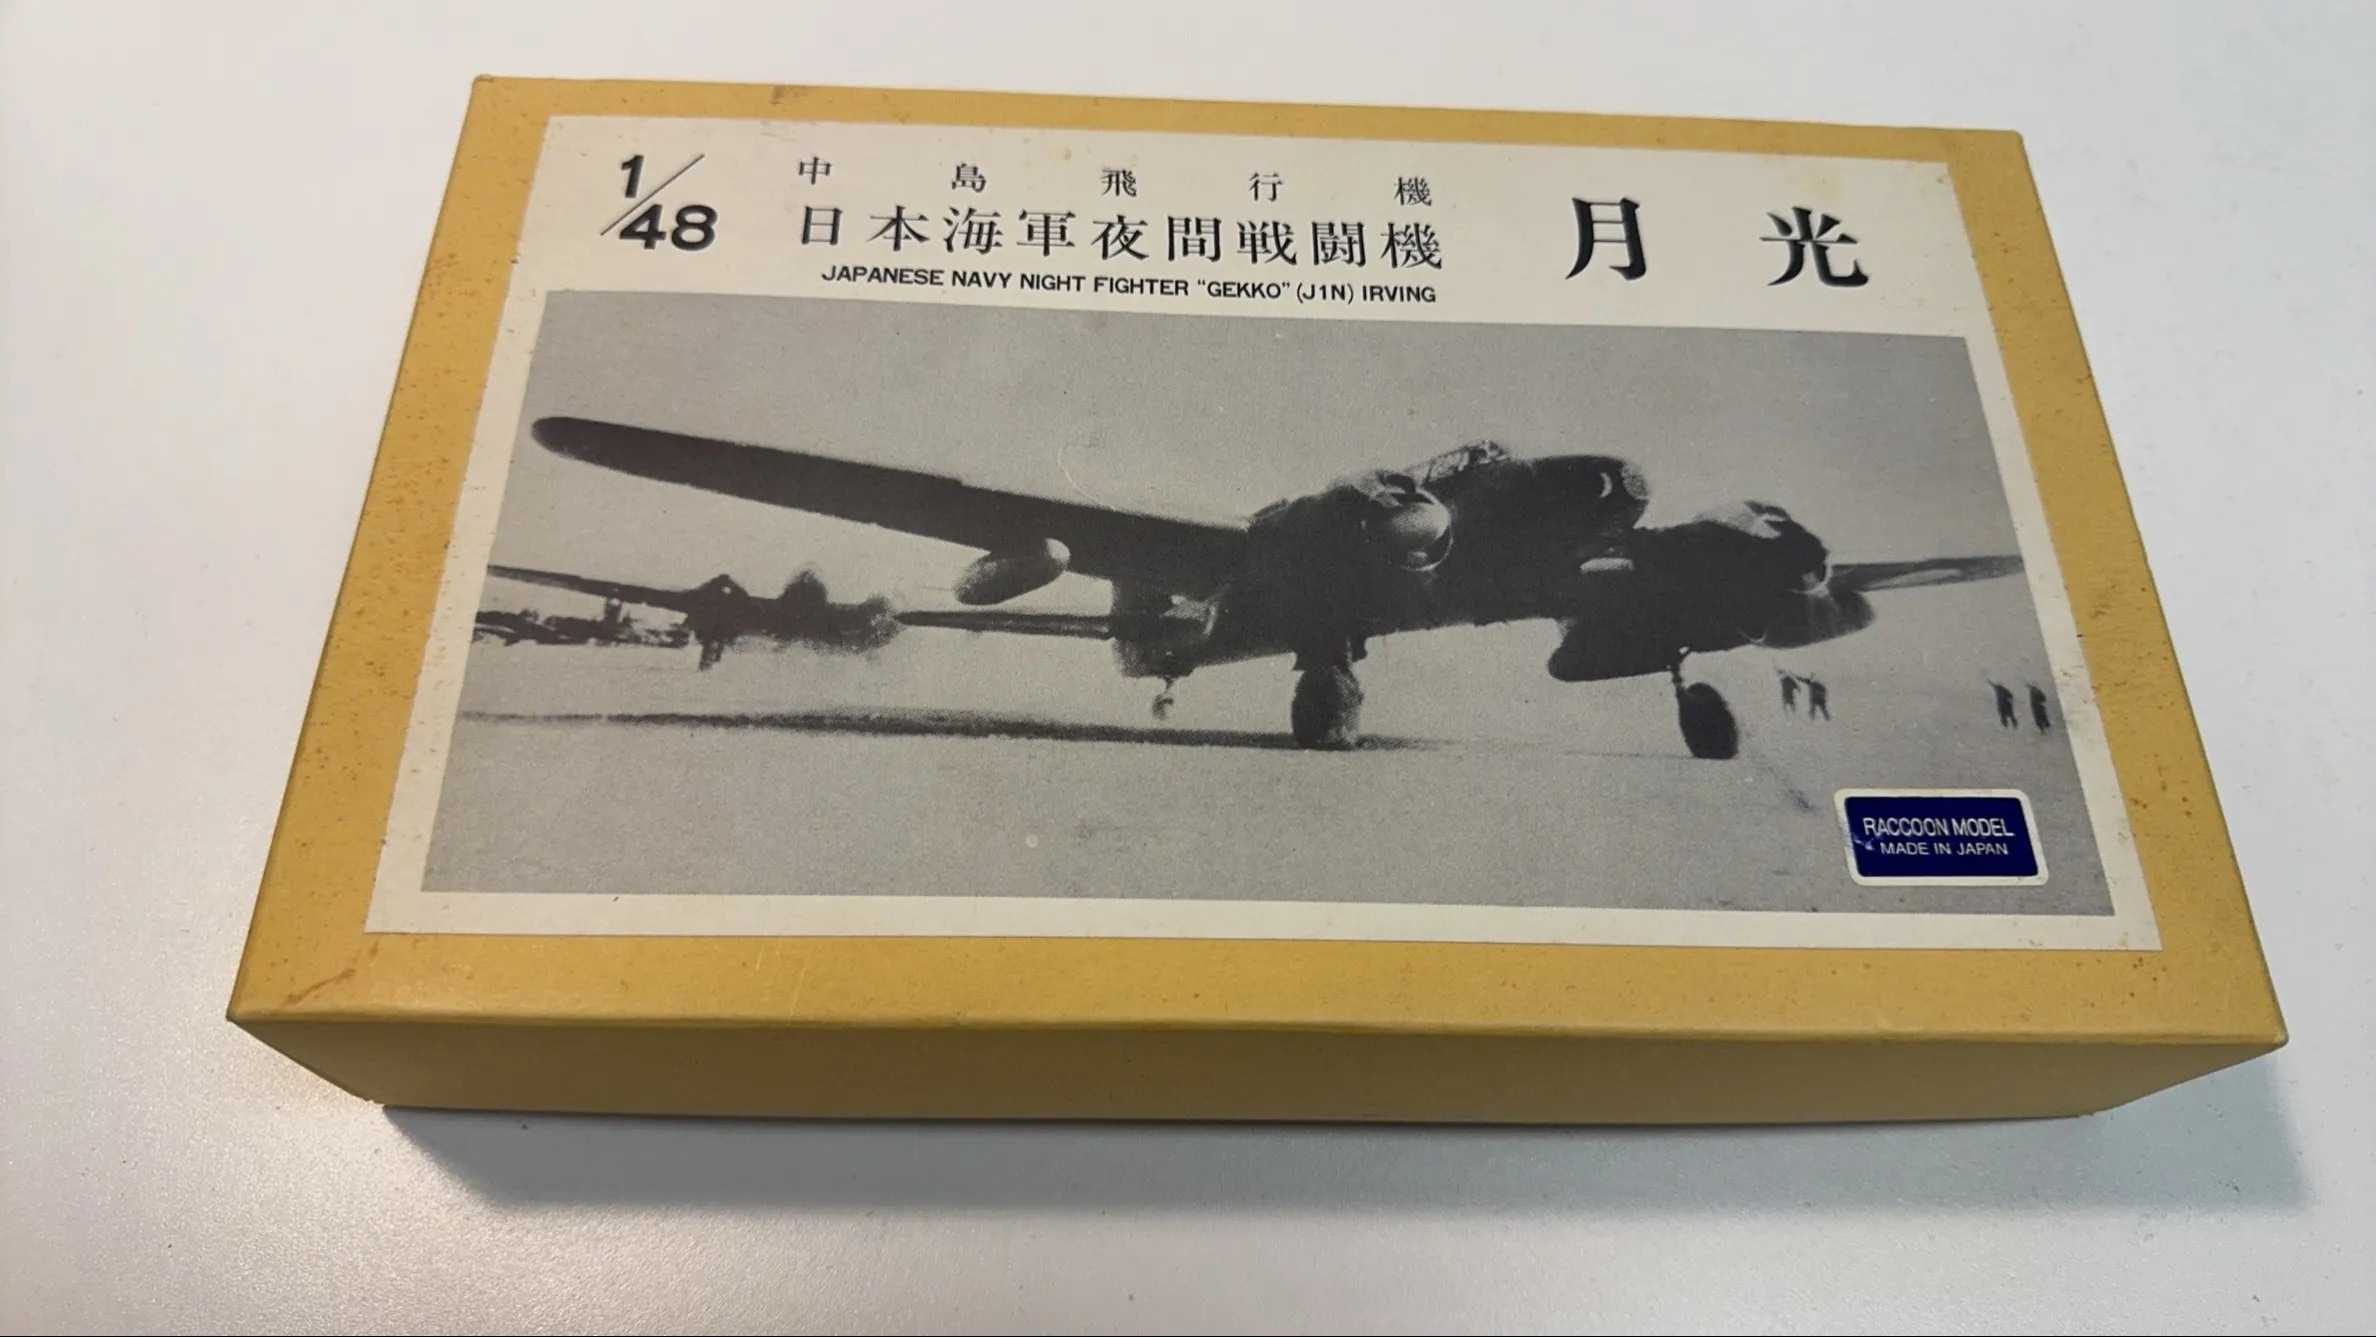 1/48
中島飛行機
日本海軍夜間戦闘機
月光
JAPANESE NAVY NIGHT FIGHTER "GEKKO" (J1N) IRVING
RACCOON MODEL
MADE IN JAPAN